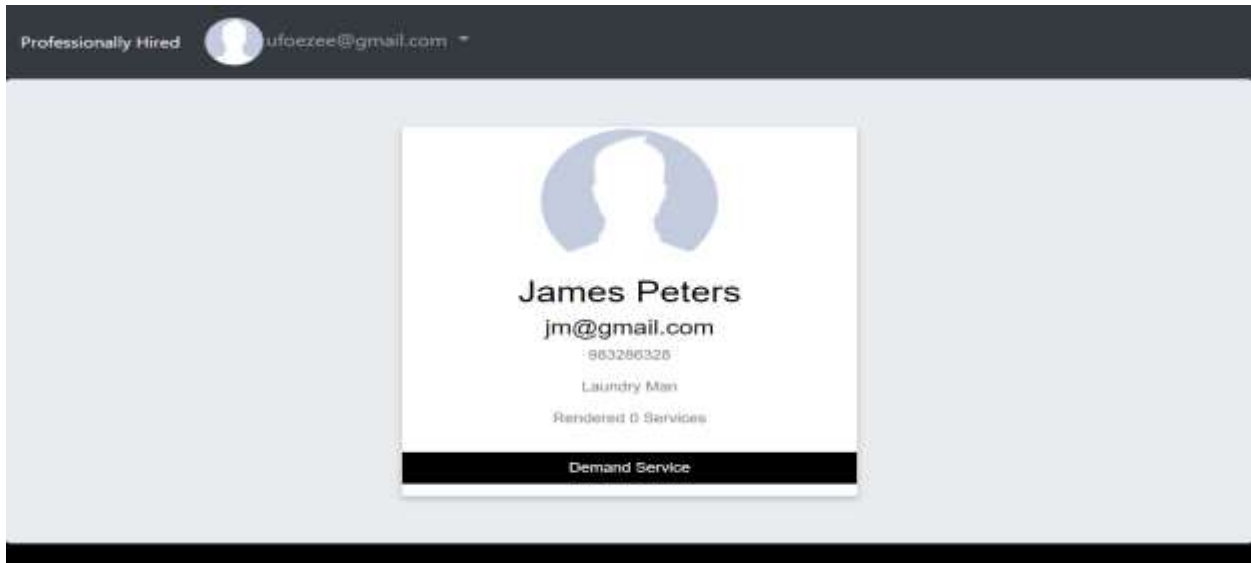 Professionally Hired ufoezee@gmail.com
James Peters
jm@gmail.com
983286328
Laundry Man
Rendered 0 Services
Demand Service